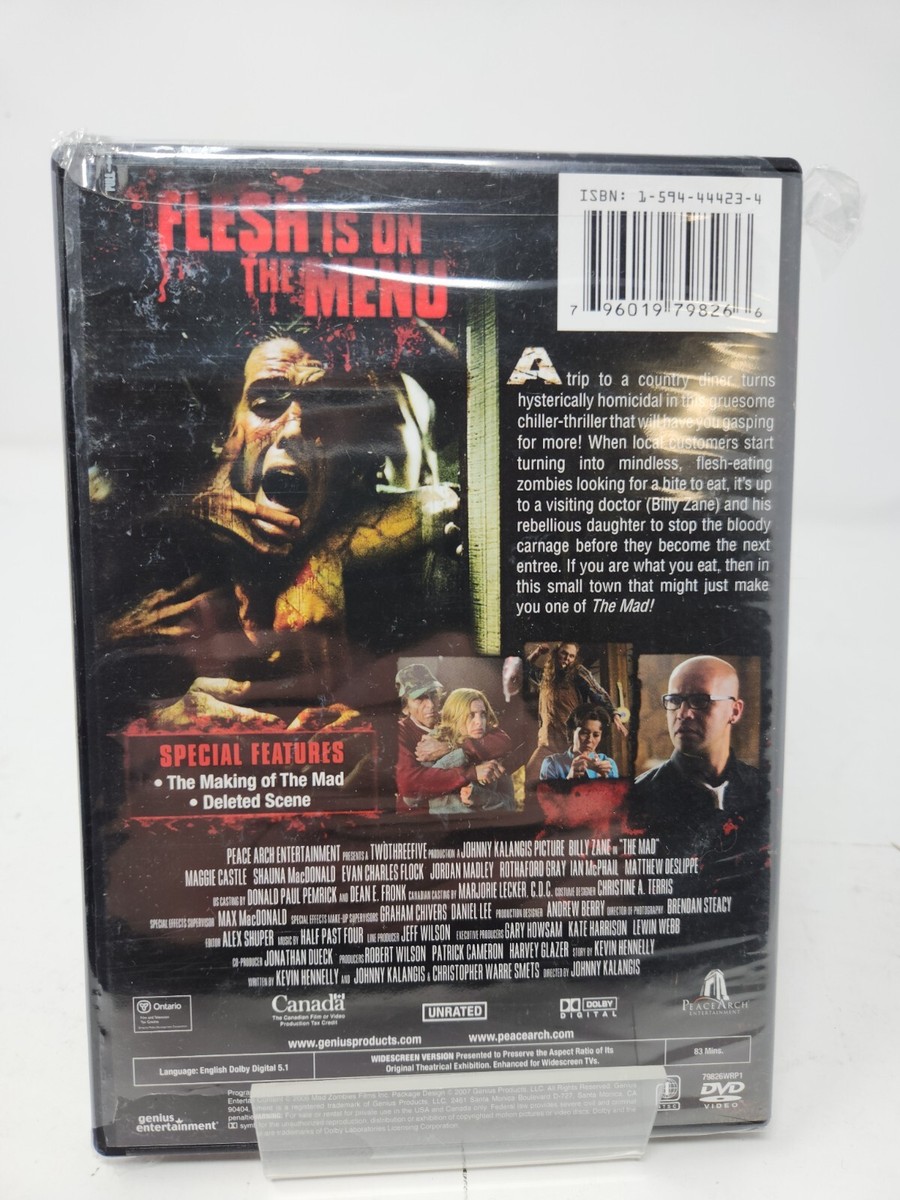 PULL
FLESH IS ON
THE MENU
ISBN: 1-594-44423-4
7 96019 79826 6
A trip to a country diner turns
hysterically homicidal in this gruesome
chiller-thriller that will have you gasping
for more! When local customers start
turning into mindless, flesh-eating
zombies looking for a bite to eat, it's up
to a visiting doctor (Billy Zane) and his
rebellious daughter to stop the bloody
carnage before they become the next
entree. If you are what you eat, then in
this small town that might just make
you one of The Mad!
SPECIAL FEATURES
• The Making of The Mad
• Deleted Scene
PEACE ARCH ENTERTAINMENT PRESENTS A TWOTHREEFIVE PRODUCTION A JOHNNY KALANGIS PICTURE BILLY ZANE IN "THE MAD"
MAGGIE CASTLE SHAUNA MacDONALD EVAN CHARLES FLOCK JORDAN MADLEY ROTHAFORD GRAY IAN McPHAIL MATTHEW DESLIPPE
US CASTING BY DONALD PAUL PEMRICK AND DEAN E. FRONK CANADIAN CASTING BY MARJORIE LECKER, C.D.C. COSTUME DESIGNER CHRISTINE A. TERRIS
SPECIAL EFFECTS SUPERVISOR MAX MacDONALD SPECIAL EFFECTS MAKE-UP SUPERVISORS GRAHAM CHIVERS DANIEL LEE PRODUCTION DESIGNER ANDREW BERRY DIRECTOR OF PHOTOGRAPHY BRENDAN STEACY
EDITOR ALEX SHUPER MUSIC BY HALF PAST FOUR LINE PRODUCER JEFF WILSON EXECUTIVE PRODUCERS GARY HOWSAM KATE HARRISON LEWIN WEBB
CO-PRODUCER JONATHAN DUECK PRODUCERS ROBERT WILSON PATRICK CAMERON HARVEY GLAZER STORY BY KEVIN HENNELLY
WRITTEN BY KEVIN HENNELLY AND JOHNNY KALANGIS & CHRISTOPHER WARRE SMETS DIRECTED BY JOHNNY KALANGIS
Ontario
Canada
The Canadian Film or Video
Production Tax Credit
UNRATED
DOLBY
DIGITAL
PEACE ARCH
ENTERTAINMENT
www.geniusproducts.com www.peacearch.com
Language: English Dolby Digital 5.1
WIDESCREEN VERSION Presented to Preserve the Aspect Ratio of Its
Original Theatrical Exhibition. Enhanced for Widescreen TVs.
83 Mins.
79826WRP1
DVD
VIDEO
genius
entertainment
90404.